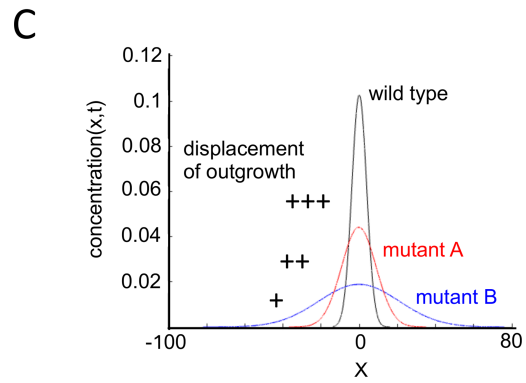 C
0.12
0.1
0.08
0.06
0.04
0.02
concentration(x,t)
displacement
of outgrowth
+++
++
+
wild type
mutant A
mutant B
-100
0
80
X